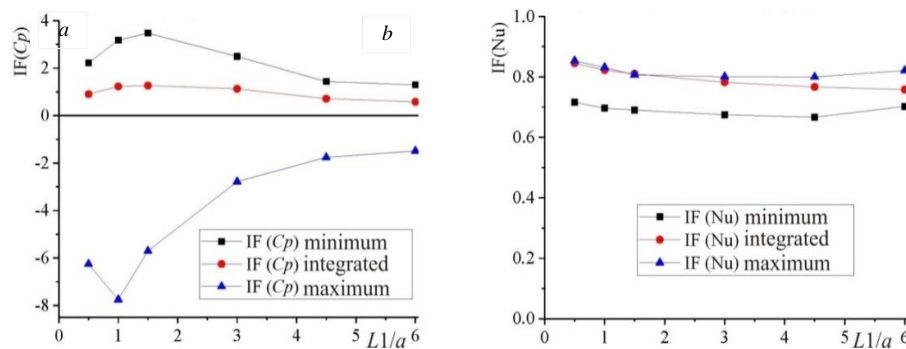 a
b
IF(Cp)
4
2
0
-2
-4
-6
-8
IF (Cp) minimum
IF (Cp) integrated
IF (Cp) maximum
0 1 2 3 4 5 L1/a 6
IF(Nu)
1.0
0.8
0.6
0.4
0.2
0.0
IF (Nu) minimum
IF (Nu) integrated
IF (Nu) maximum
0 1 2 3 4 5 L1/a 6